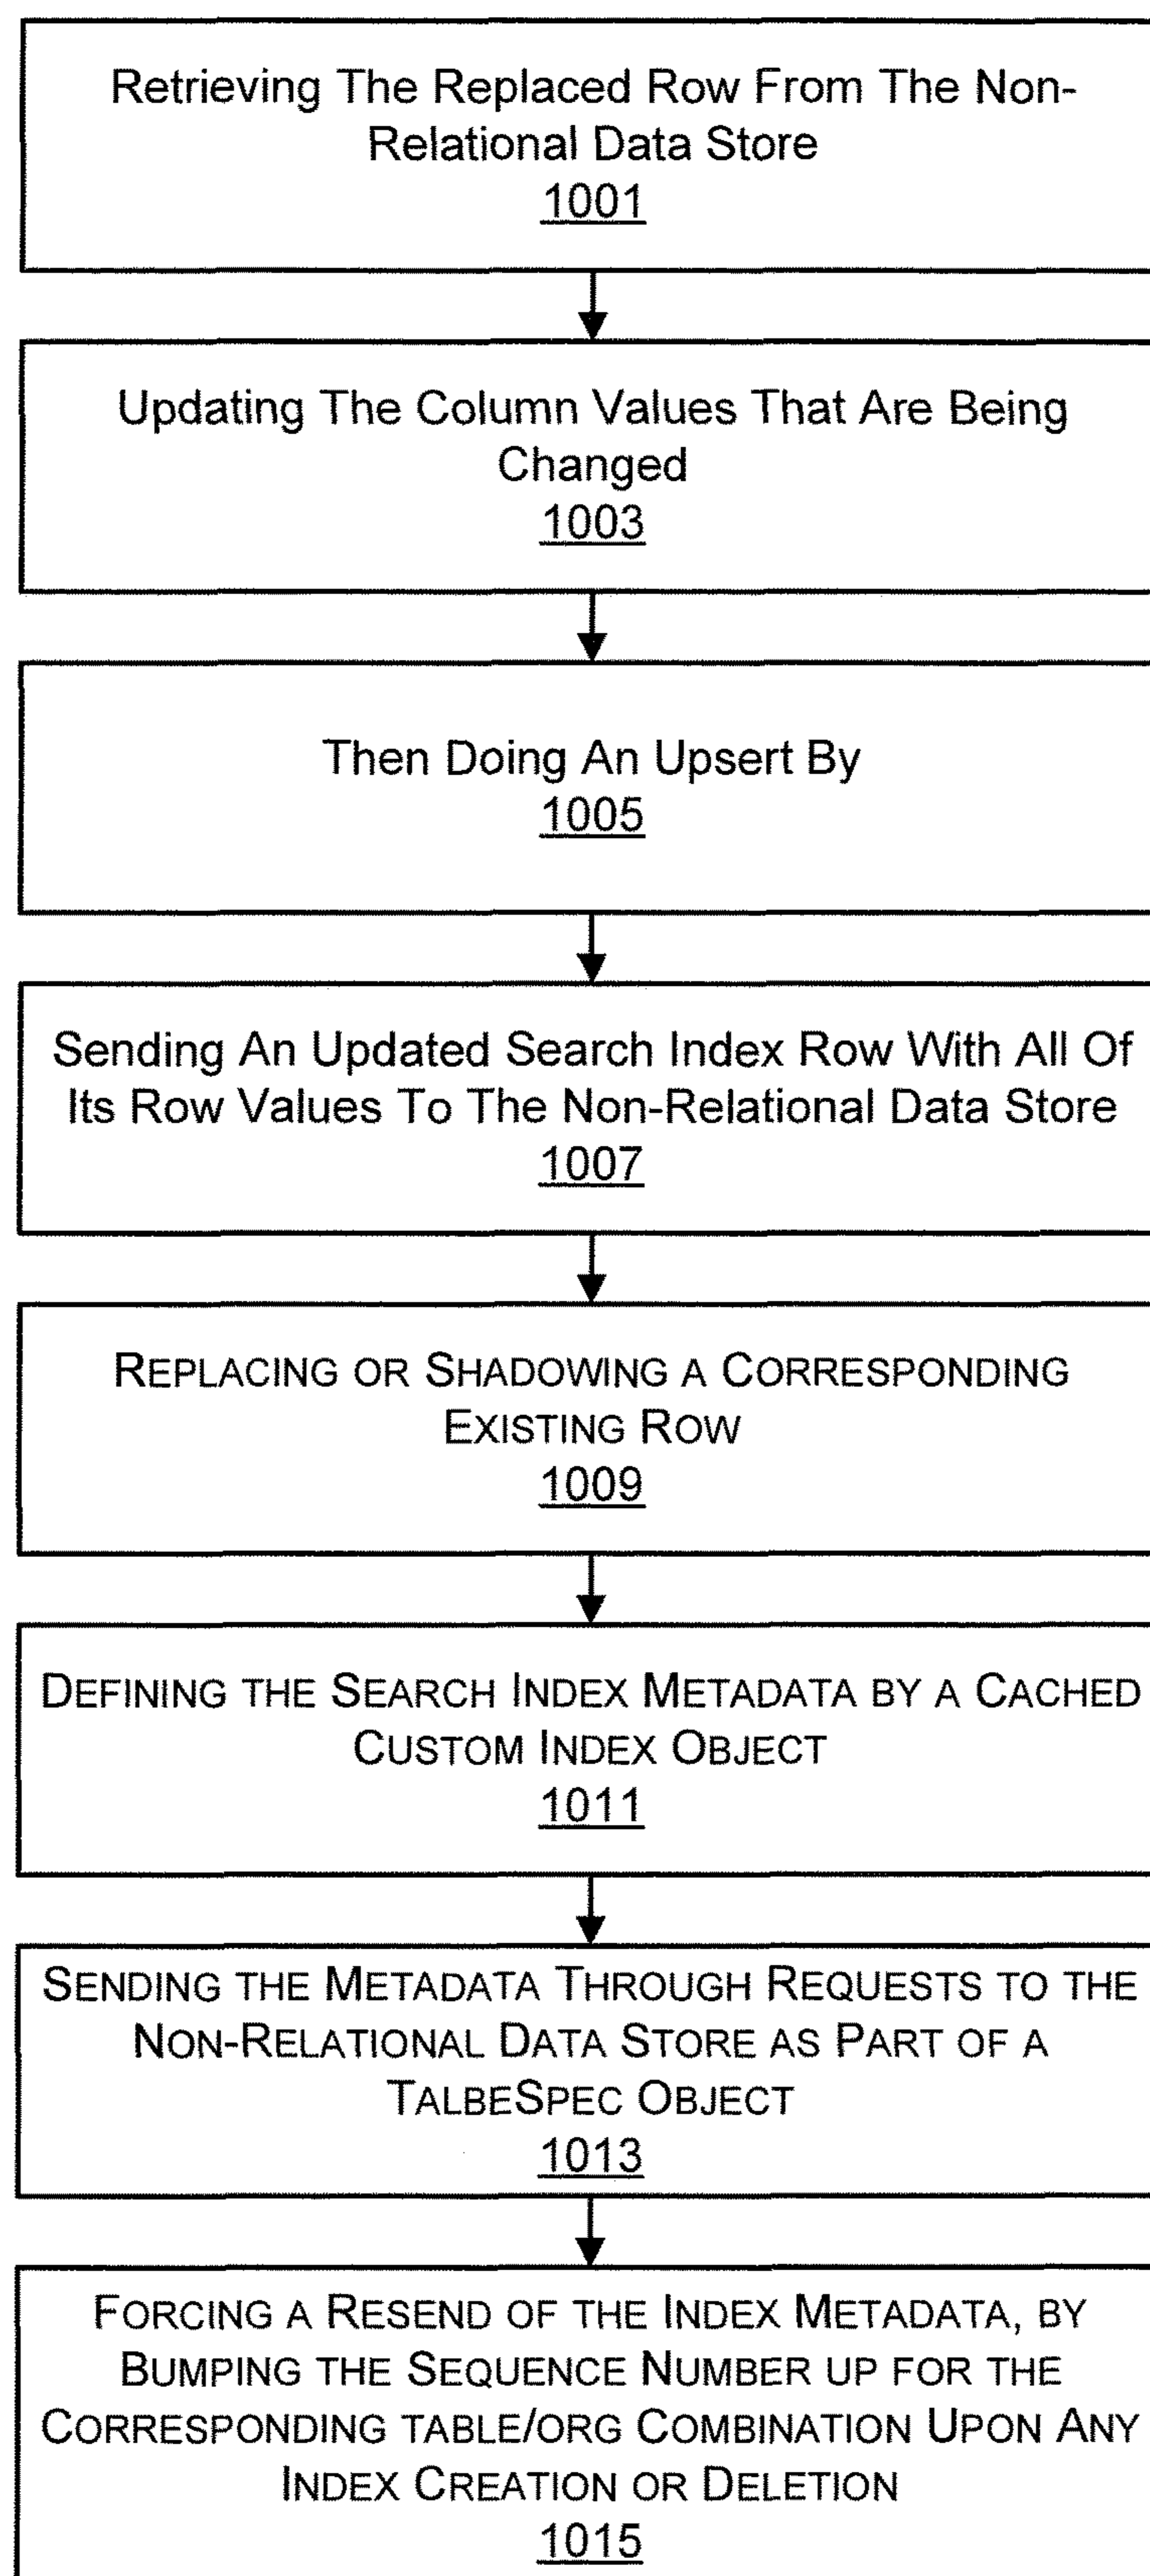 Retrieving The Replaced Row From The Non-
Relational Data Store
1001
Updating The Column Values That Are Being
Changed
1003
Then Doing An Upsert By
1005
Sending An Updated Search Index Row With All Of
Its Row Values To The Non-Relational Data Store
1007
REPLACING OR SHADOWING A CORRESPONDING
EXISTING ROW
1009
DEFINING THE SEARCH INDEX METADATA BY A CACHED
CUSTOM INDEX OBJECT
1011
SENDING THE METADATA THROUGH REQUESTS TO THE
NON-RELATIONAL DATA STORE AS PART OF A
TALBESPEC OBJECT
1013
FORCING A RESEND OF THE INDEX METADATA, BY
BUMPING THE SEQUENCE NUMBER UP FOR THE
CORRESPONDING TABLE/ORG COMBINATION UPON ANY
INDEX CREATION OR DELETION
1015